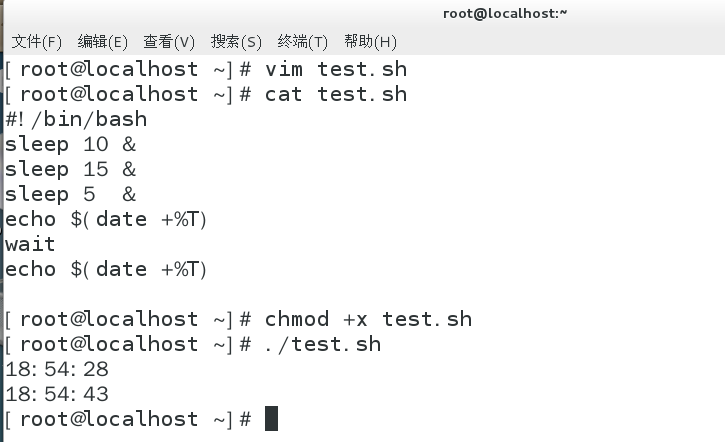 root@localhost:~
文件(F) 编辑(E) 查看(V) 搜索(S) 终端(T) 帮助(H)
[root@localhost ~]# vim test.sh
[root@localhost ~]# cat test.sh
#!/bin/bash
sleep 10 &
sleep 15 &
sleep 5  &
echo $(date +%T)
wait
echo $(date +%T)

[root@localhost ~]# chmod +x test.sh
[root@localhost ~]# ./test.sh
18:54:28
18:54:43
[root@localhost ~]#